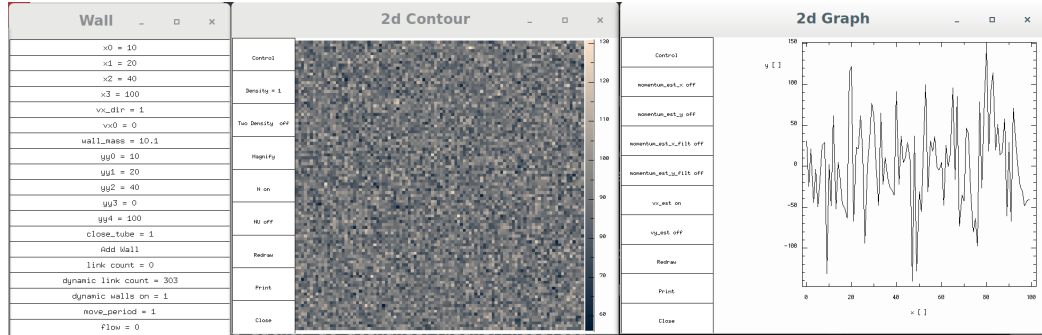 Wall
x0 = 10
x1 = 20
x2 = 40
x3 = 100
vx_dir = 1
vx0 = 0
wall_mass = 10.1
yy0 = 10
yy1 = 20
yy2 = 40
yy3 = 0
yy4 = 100
close_tube = 1
Add Wall
link count = 0
dynamic link count = 303
dynamic walls on = 1
move_period = 1
flow = 0
2d Contour
Control
Density = 1
Two Density off
Magnify
N on
NU off
Redraw
Print
Close
130
120
110
100
90
80
70
60
2d Graph
Control
momentum_est_x off
momentum_est_y off
momentum_est_x_filt off
momentum_est_y_filt off
vx_est on
vy_est off
Redraw
Print
Close
y [ ]
150
100
50
0
-50
-100
0 20 40 60 80 100
x [ ]